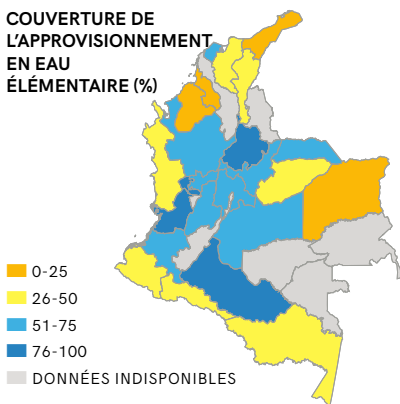 COUVERTURE DE
L’APPROVISIONNEMENT
EN EAU
ÉLÉMENTAIRE (%)
0-25
26-50
51-75
76-100
DONNÉES INDISPONIBLES